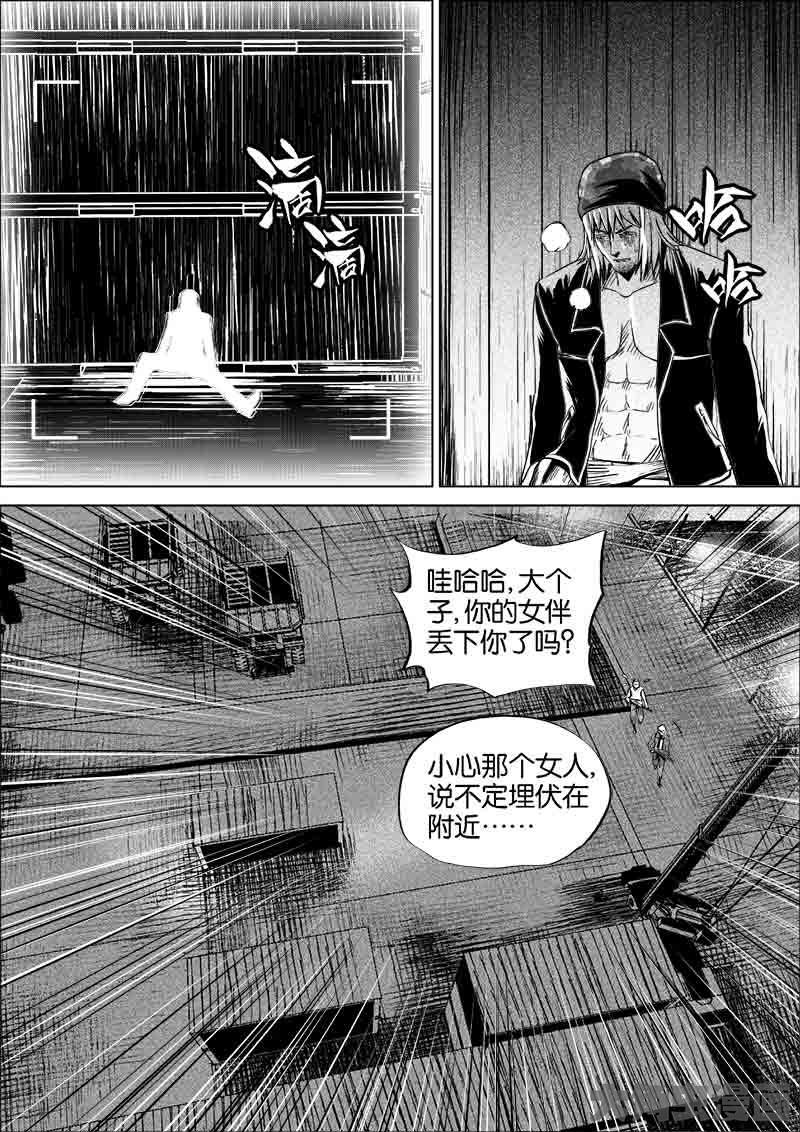 滴
滴
哈
哈
哇哈哈,大个
子,你的女伴
丢下你了吗?
小心那个女人,
说不定埋伏在
附近……